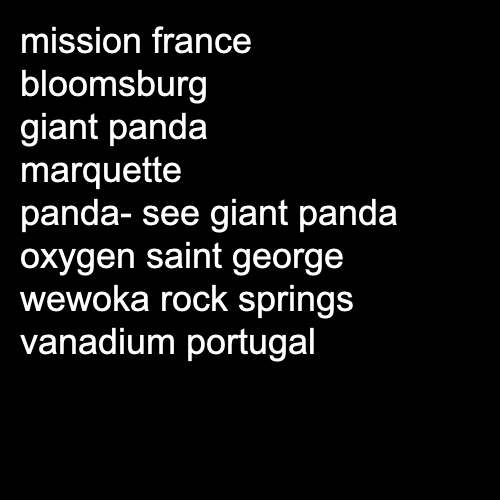 mission france
bloomsburg
giant panda
marquette
panda- see giant panda
oxygen saint george
wewoka rock springs
vanadium portugal